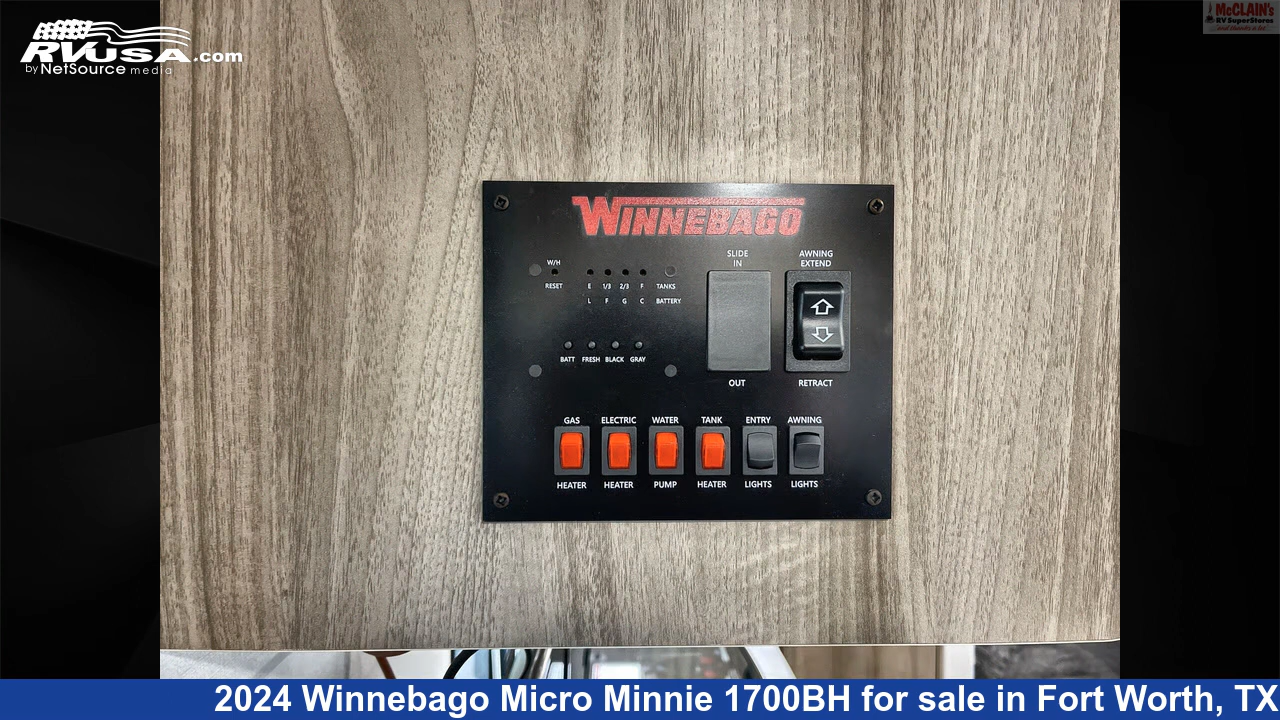 RVUSA.com
by NetSource media
McCLAIN's
RV SuperStores
WINNEBAGO
SLIDE
IN
AWNING
EXTEND
W/H
RESET
E 1/3 2/3 F TANKS
L F G C BATTERY
BATT FRESH BLACK GRAY
OUT
RETRACT
GAS ELECTRIC WATER TANK ENTRY AWNING
HEATER HEATER PUMP HEATER LIGHTS LIGHTS
2024 Winnebago Micro Minnie 1700BH for sale in Fort Worth, TX